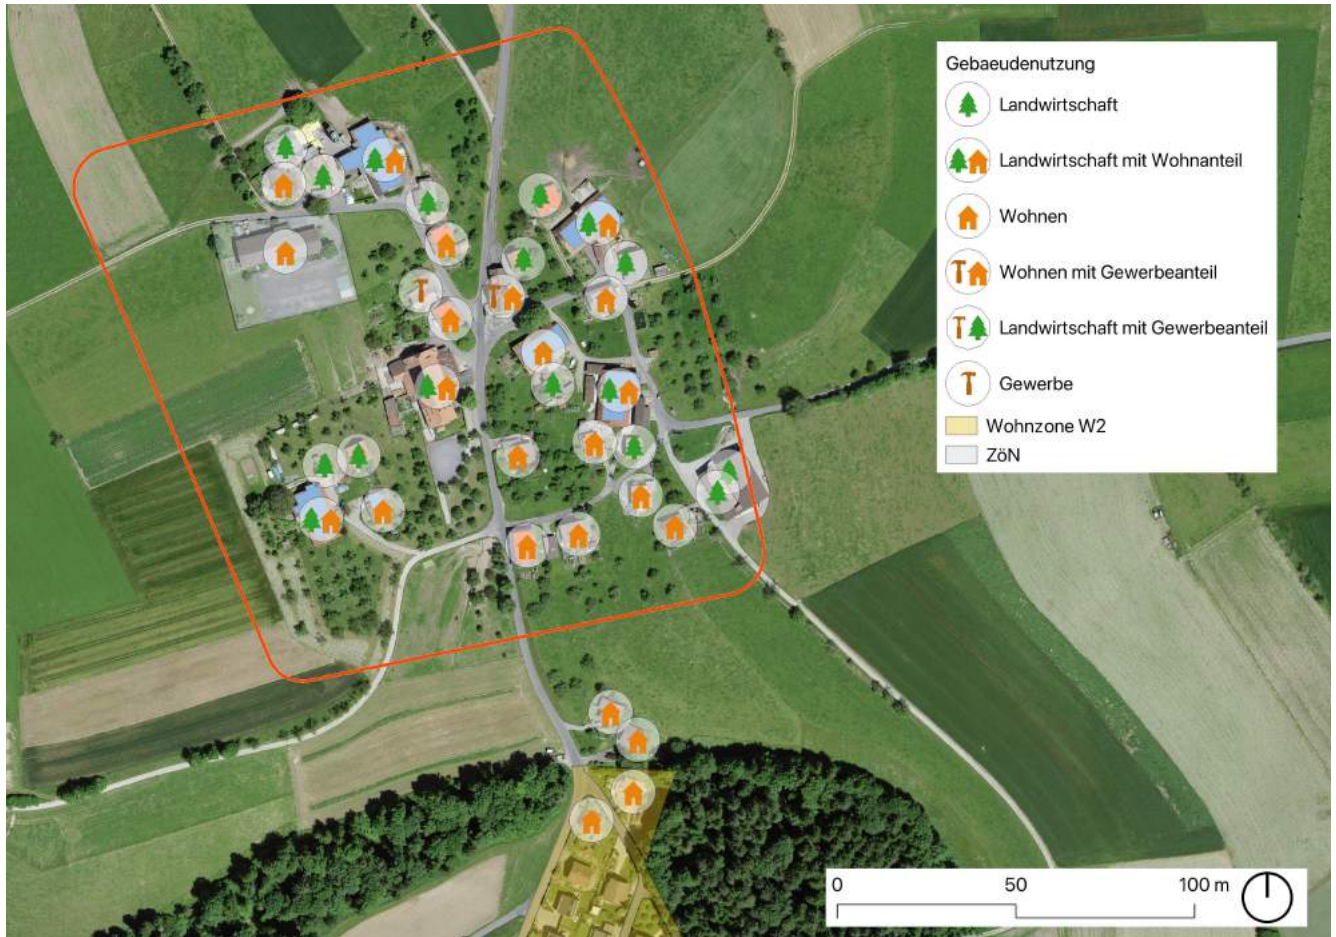 Gebaeudenutzung
Landwirtschaft
Landwirtschaft mit Wohnanteil
Wohnen
Wohnen mit Gewerbeanteil
Landwirtschaft mit Gewerbeanteil
Gewerbe
Wohnzone W2
ZöN
0 50 100 m